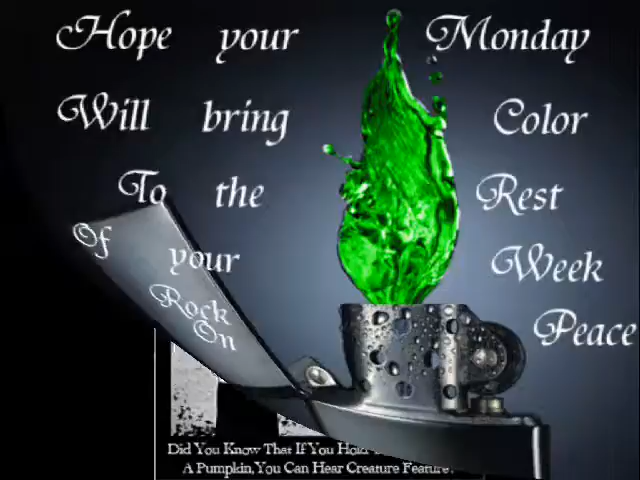 Hope your Monday
Will bring Color
To the Rest
Of your Week
Rock Peace
On
Did You Know That If You Hold
A Pumpkin, You Can Hear Creature Feature